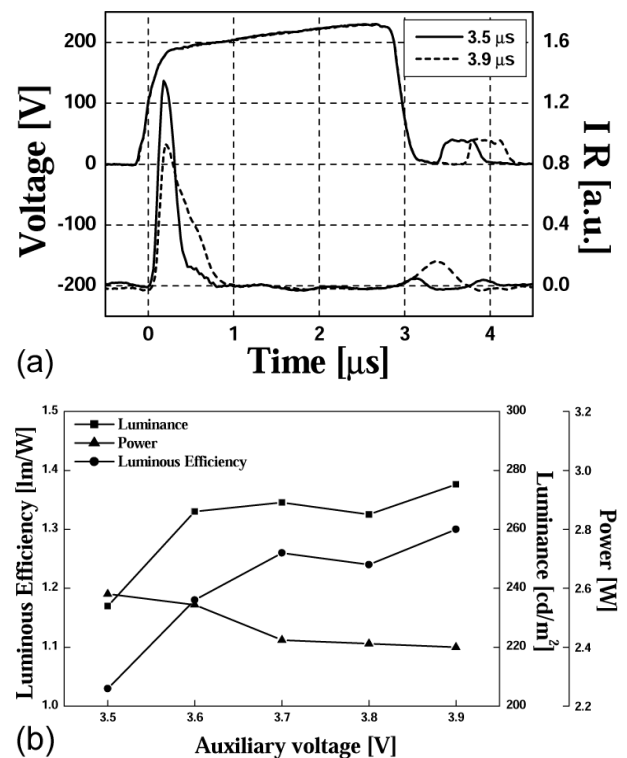 (a)
Voltage [V]
200
100
0
-100
-200
3.5 μs
3.9 μs
1.6
1.2
0.8
0.4
0.0
I R [a.u.]
0 1 2 3 4
Time [μs]
(b)
Luminous Efficiency [lm/W]
1.5
1.4
1.3
1.2
1.1
1.0
Luminance
Power
Luminous Efficiency
300
280
260
240
220
200
Luminance [cd/m²]
3.2
3.0
2.8
2.6
2.4
2.2
Power [W]
3.5 3.6 3.7 3.8 3.9
Auxiliary voltage [V]